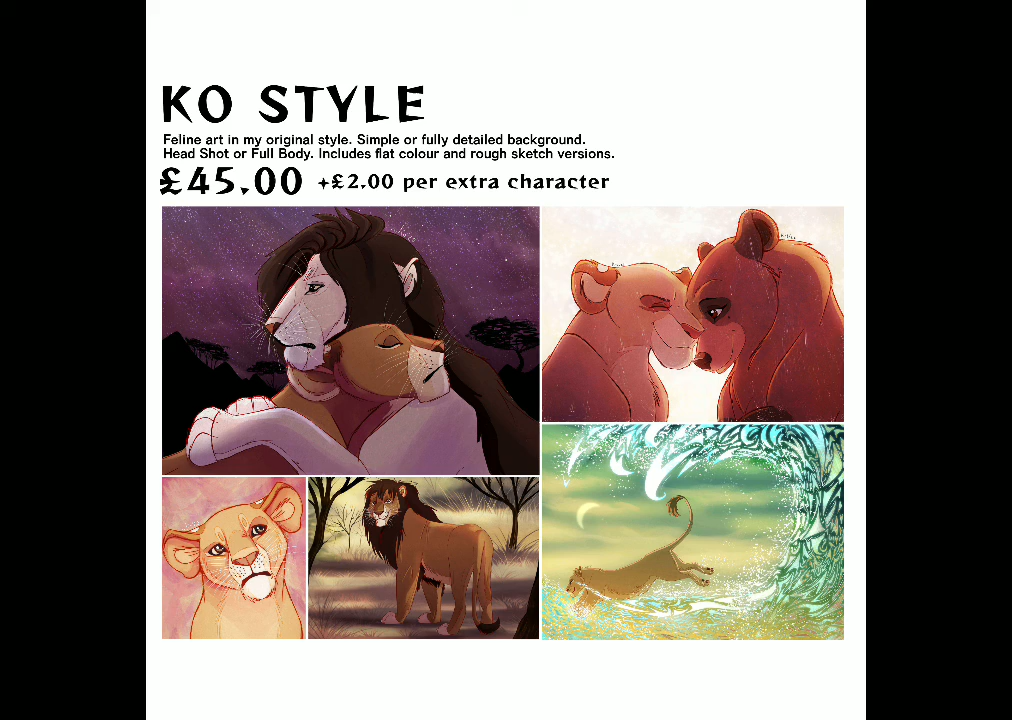 KO STYLE
Feline art in my original style. Simple or fully detailed background.
Head Shot or Full Body. Includes flat colour and rough sketch versions.
£45.00 +£2.00 per extra character